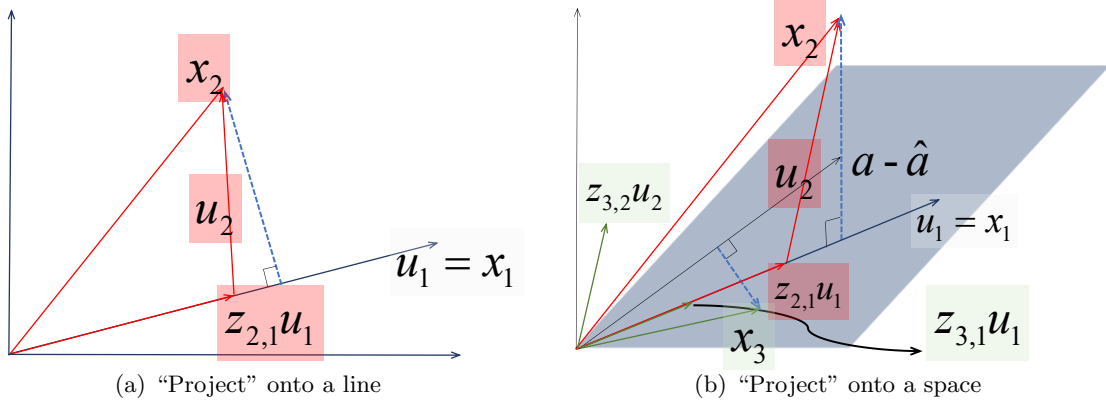 x₂
u₂
u₁ = x₁
z₂,₁u₁
(a) “Project” onto a line
x₂
u₂
a - â
z₃,₂u₂
u₁ = x₁
z₂,₁u₁
x₃
z₃,₁u₁
(b) “Project” onto a space